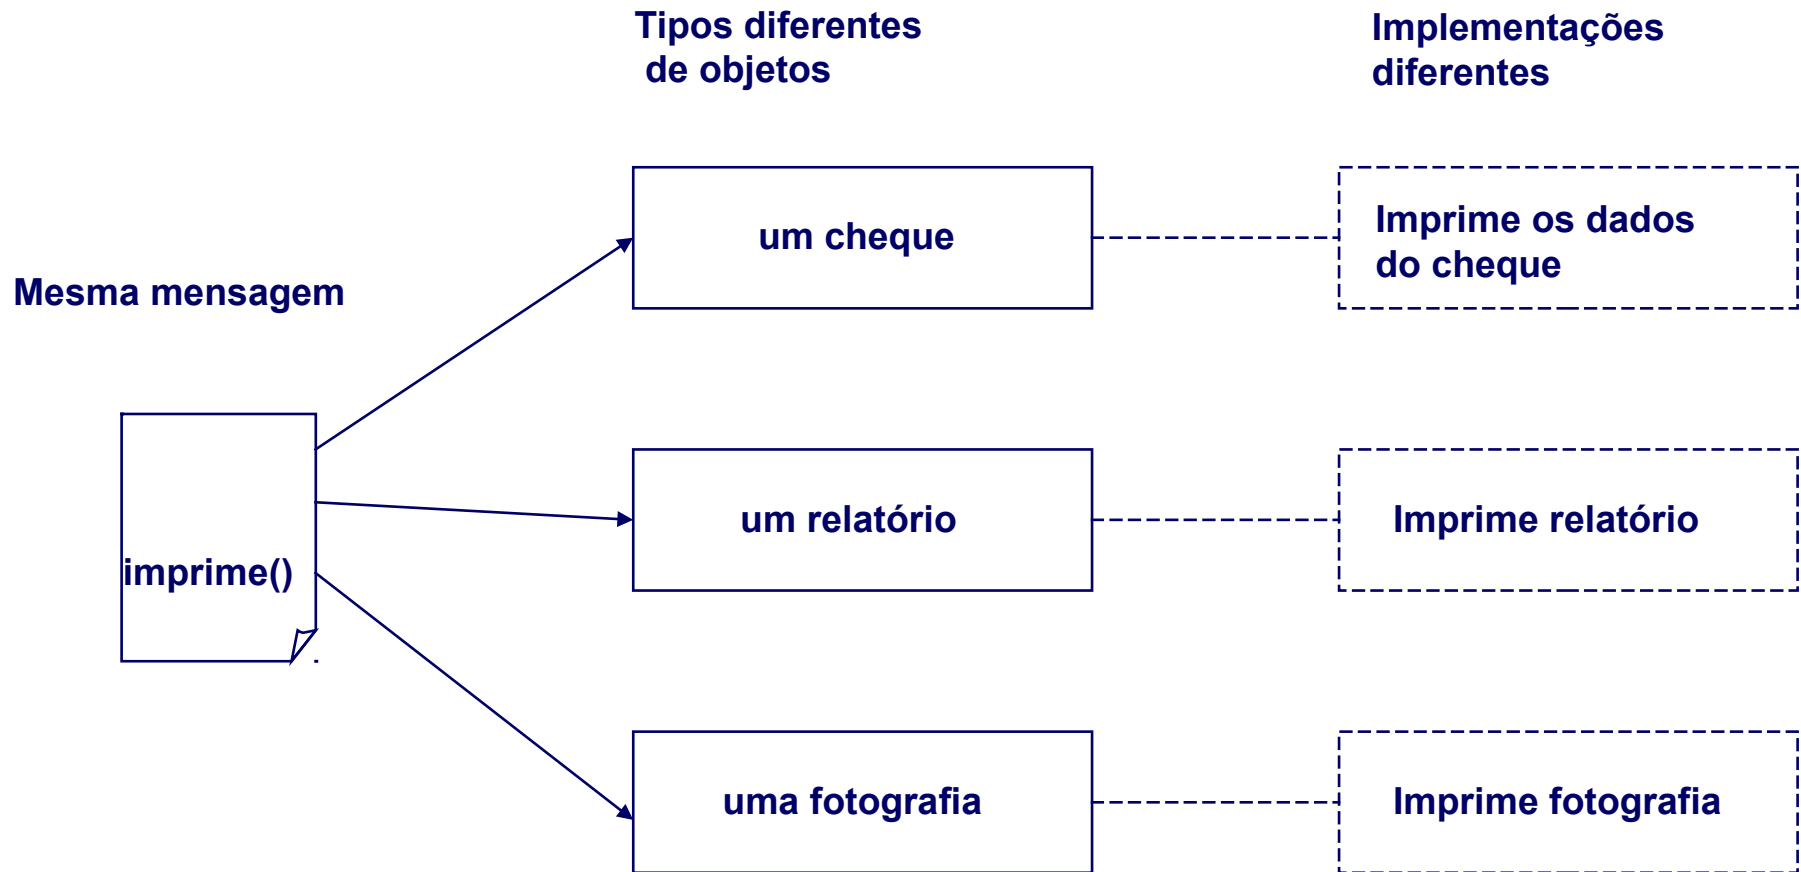 Tipos diferentes
de objetos
Implementações
diferentes
Mesma mensagem
imprime()
um cheque
Imprime os dados
do cheque
um relatório
Imprime relatório
uma fotografia
Imprime fotografia